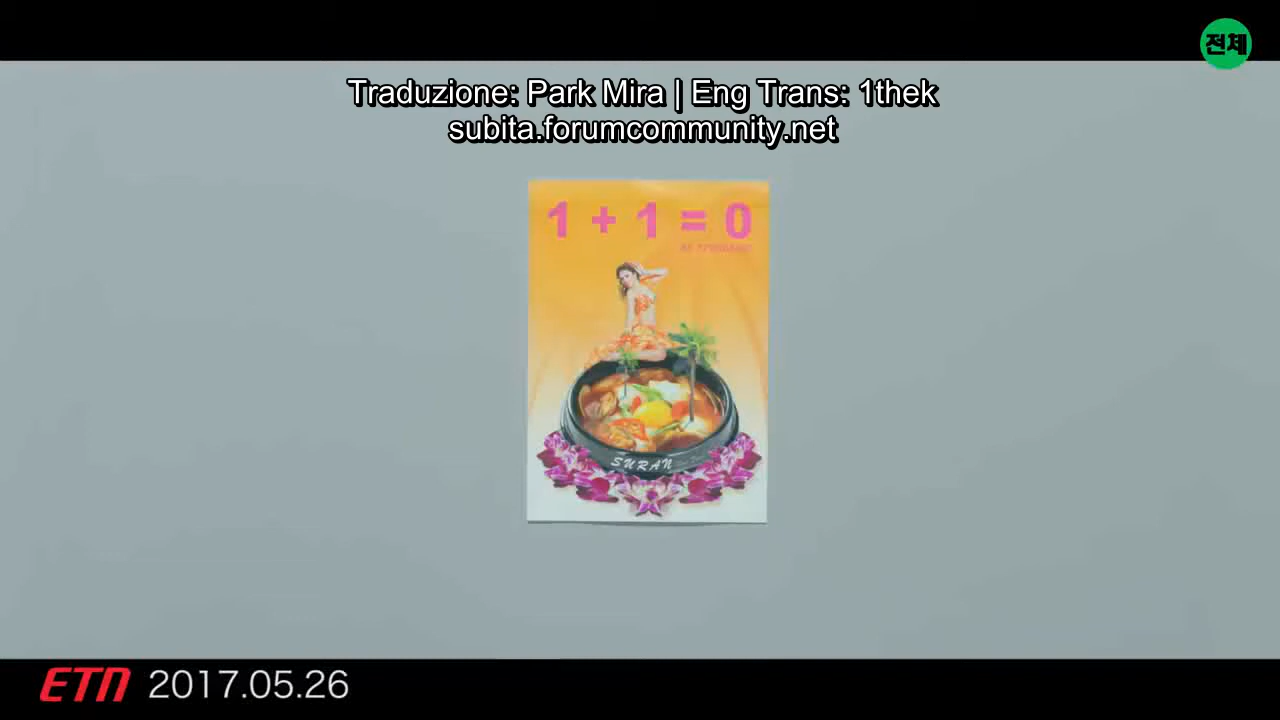 전체
Traduzione: Park Mira | Eng Trans: 1thek
subita.forumcommunity.net
1 + 1 = 0
SURAN
ETN 2017.05.26